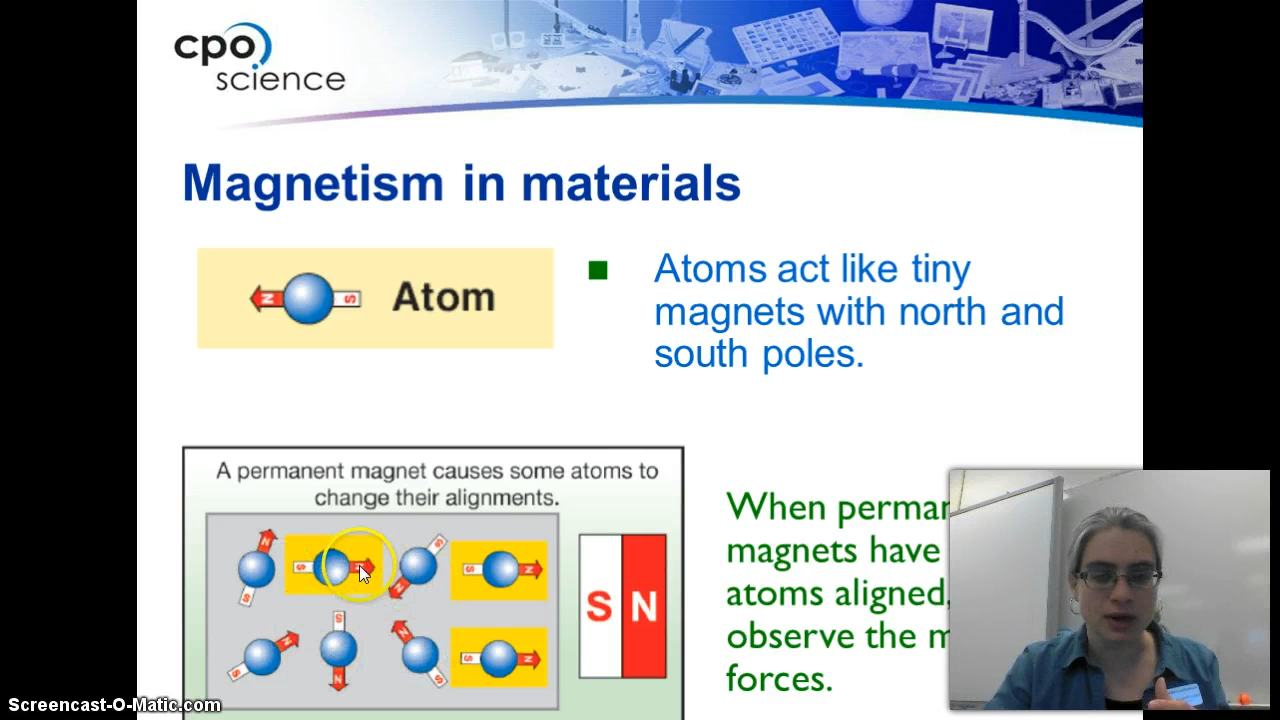 cpo
science
Magnetism in materials
N S Atom
Atoms act like tiny
magnets with north and
south poles.
A permanent magnet causes some atoms to
change their alignments.
N S S S N
S N N S N
S N
N S N S N
S N S
When
magnets have
atoms aligned,
observe the
forces.
Screencast-O-Matic.com